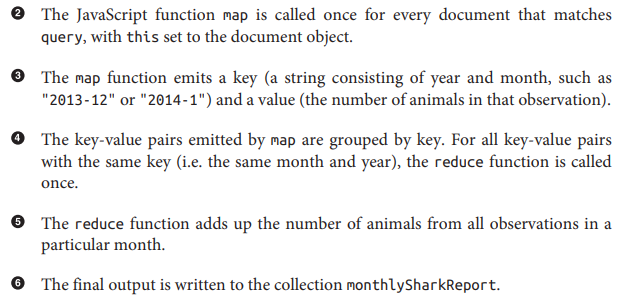 ❷ The JavaScript function map is called once for every document that matches
query, with this set to the document object.
❸ The map function emits a key (a string consisting of year and month, such as
"2013-12" or "2014-1") and a value (the number of animals in that observation).
❹ The key-value pairs emitted by map are grouped by key. For all key-value pairs
with the same key (i.e. the same month and year), the reduce function is called
once.
❺ The reduce function adds up the number of animals from all observations in a
particular month.
❻ The final output is written to the collection monthlySharkReport.